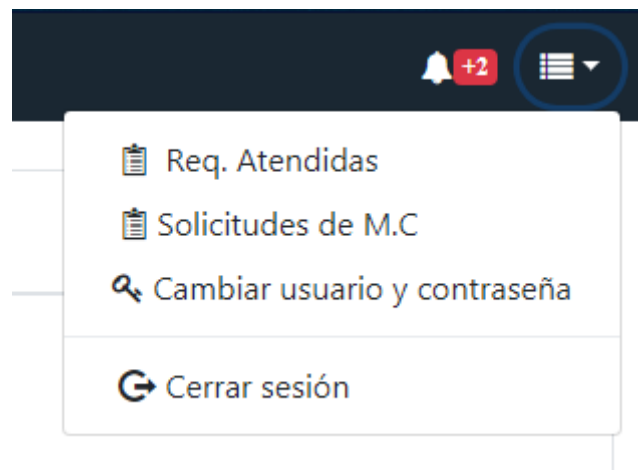 +2
Req. Atendidas
Solicitudes de M.C
Cambiar usuario y contraseña
Cerrar sesión